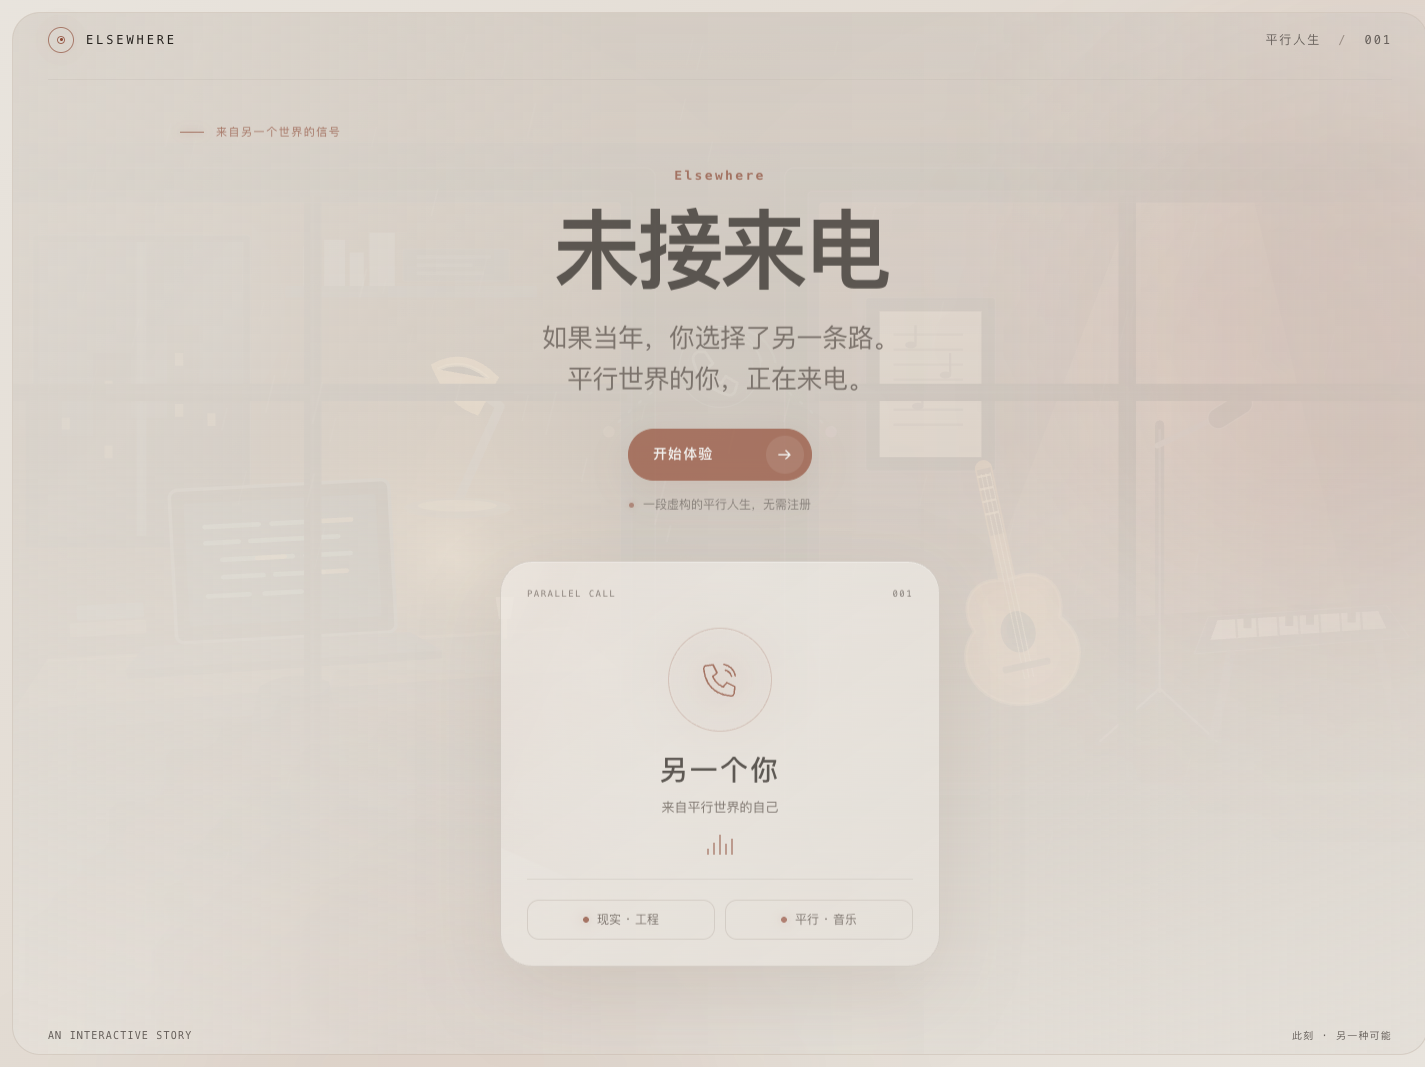 ELSEWHERE
平行人生 / 001
来自另一个世界的信号
Elsewhere
未接来电
如果当年，你选择了另一条路。
平行世界的你，正在来电。
开始体验
一段虚构的平行人生，无需注册
PARALLEL CALL 001
另一个你
来自平行世界的自己
现实 · 工程
平行 · 音乐
AN INTERACTIVE STORY
此刻 · 另一种可能